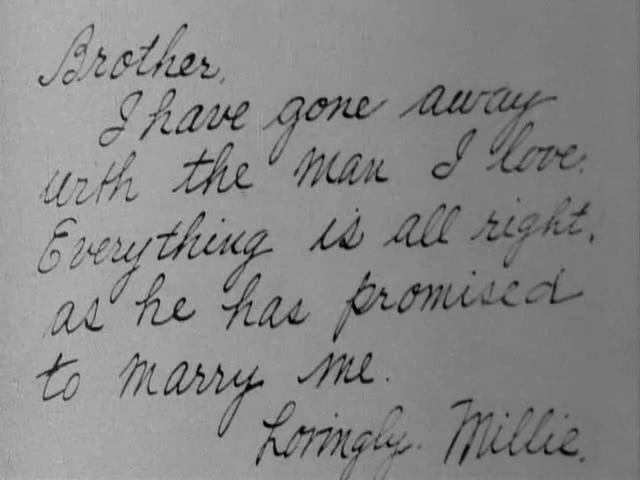 Brother,
I have gone away
with the man I love.
Everything is all right,
as he has promised
to marry me.
Lovingly. Millie.